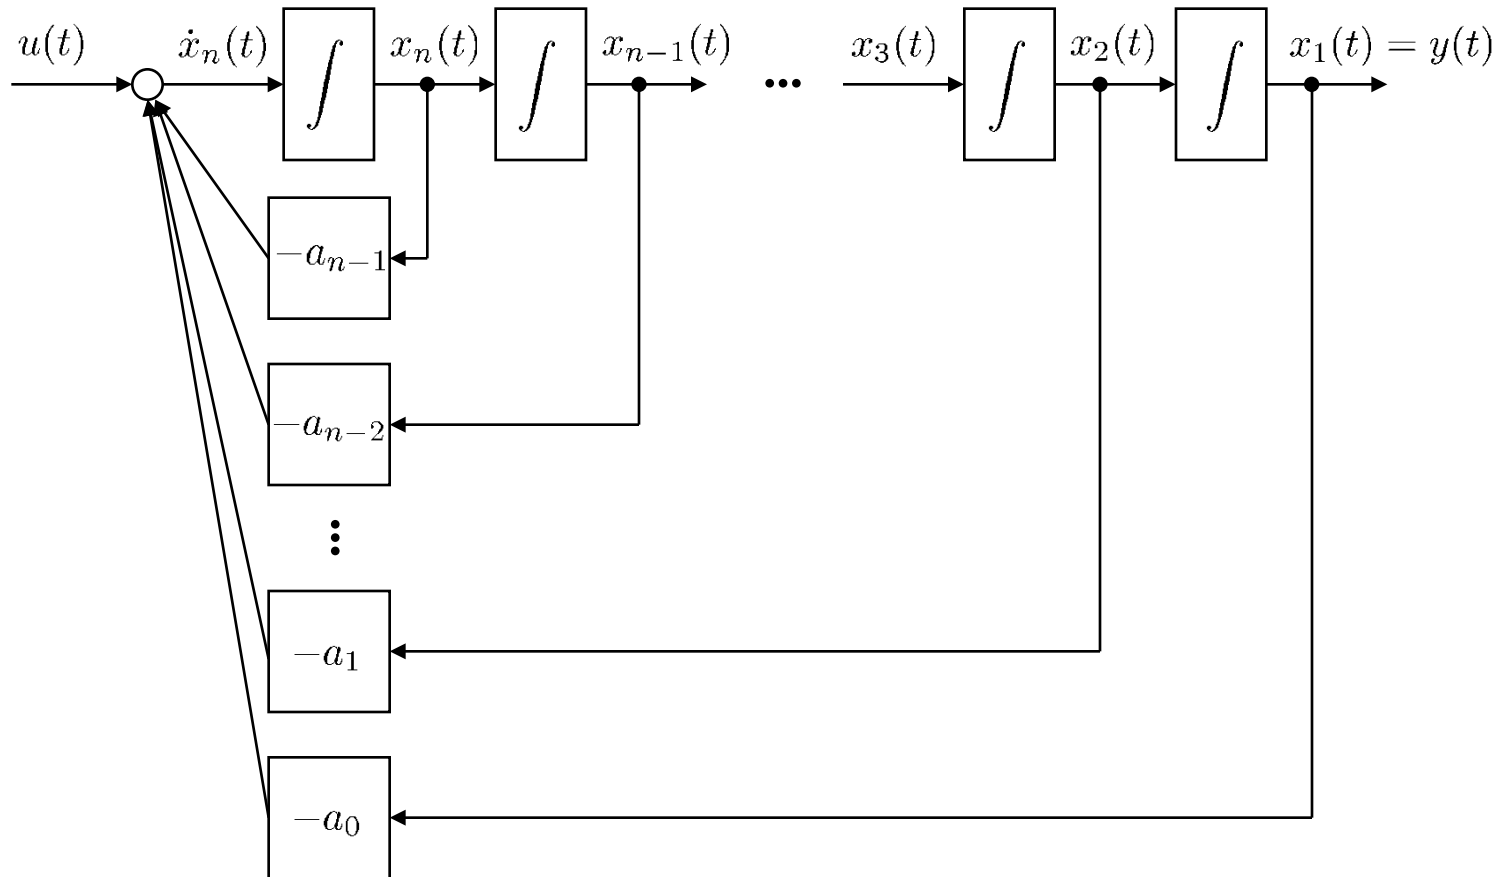 u(t) ẋₙ(t) ∫ xₙ(t) ∫ xₙ₋₁(t) ••• x₃(t) ∫ x₂(t) ∫ x₁(t) = y(t)
−aₙ₋₁
−aₙ₋₂
−a₁
−a₀